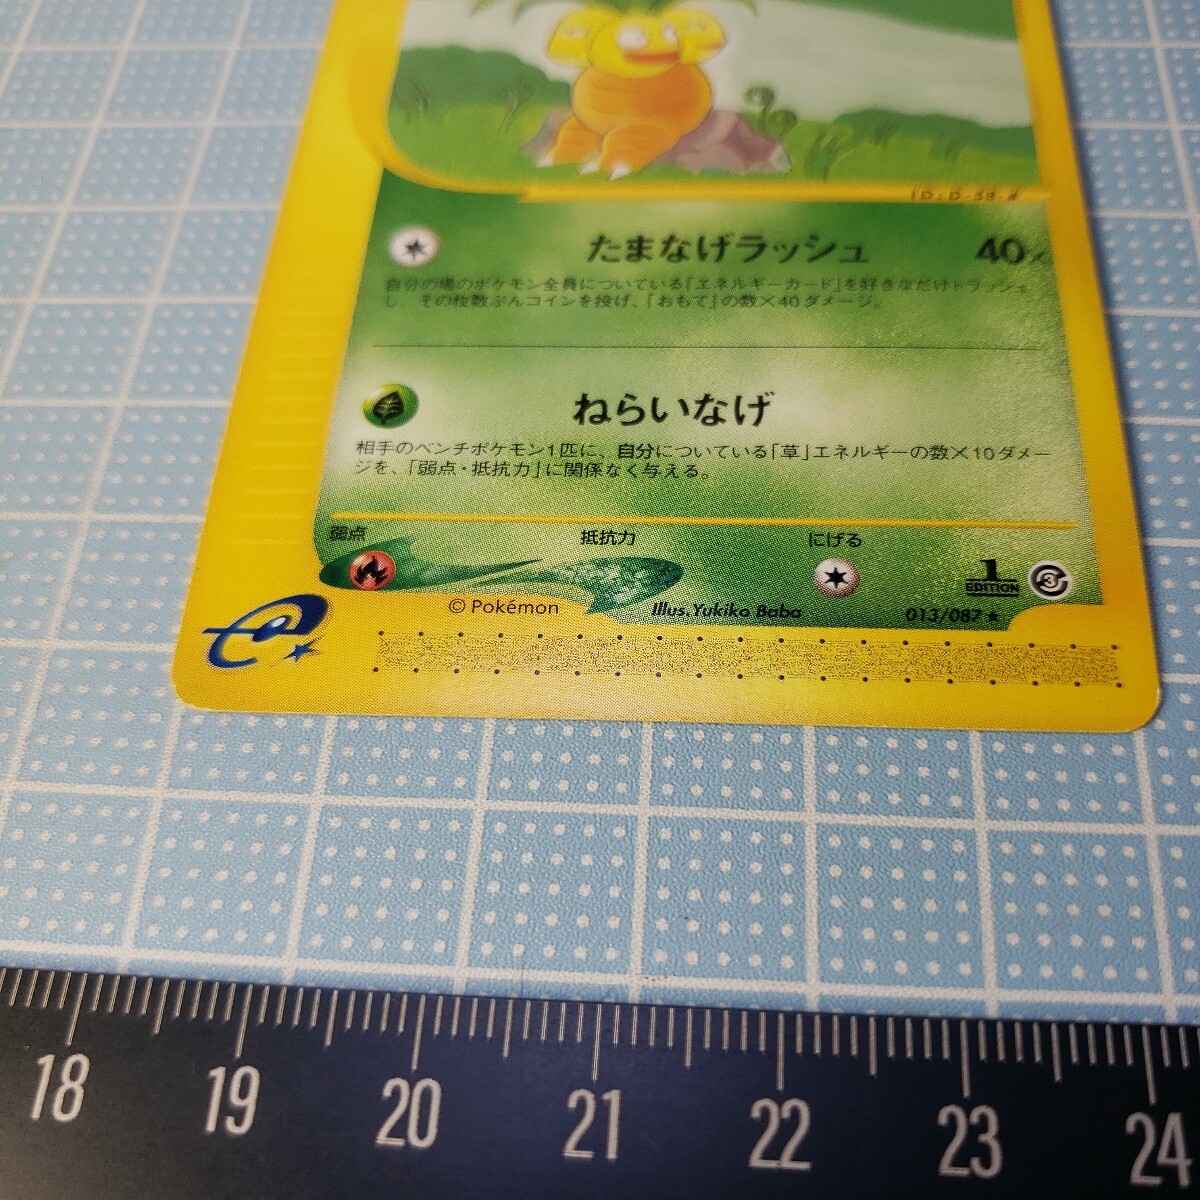 ID:D-38-#
たまなげラッシュ 40×
自分の場のポケモン全員についている「エネルギーカード」を好きなだけトラッシュ
し、その枚数ぶんコインを投げ、「おもて」の数×40ダメージ。
ねらいなげ
相手のベンチポケモン1匹に、自分についている「草」エネルギーの数×10ダメー
ジを、「弱点・抵抗力」に関係なく与える。
弱点 抵抗力 にげる
1 EDITION 3
© Pokémon Illus. Yukiko Baba 013/087 ★
e
18 19 20 21 22 23 24